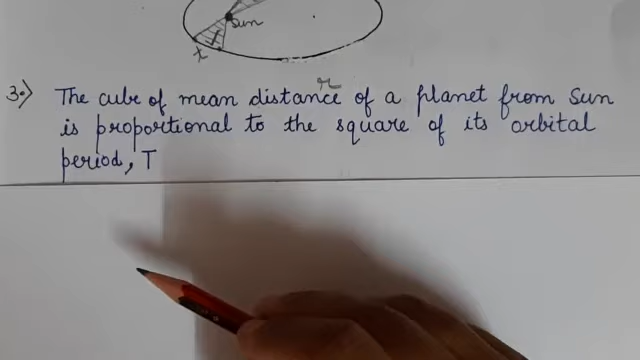 Sun
t
r
3.) The cube of mean distance of a planet from Sun
is proportional to the square of its orbital
period, T